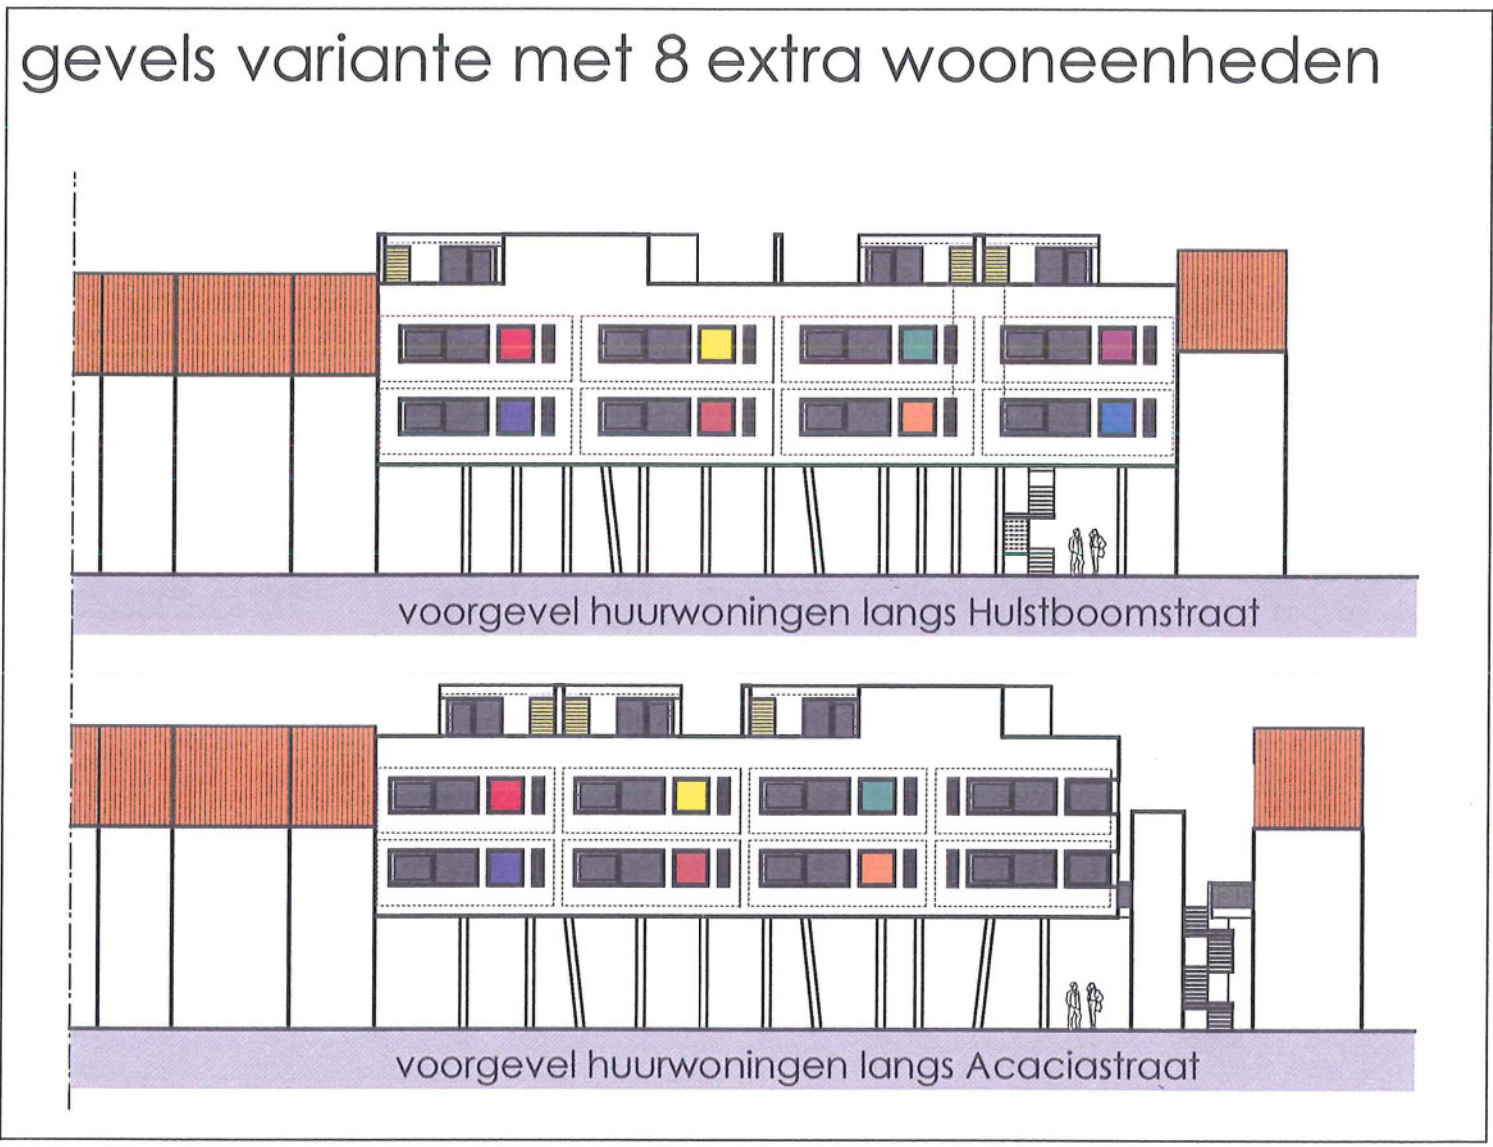 gevels variante met 8 extra wooneenheden
voorgevel huurwoningen langs Hulstboomstraat
voorgevel huurwoningen langs Acaciastraat